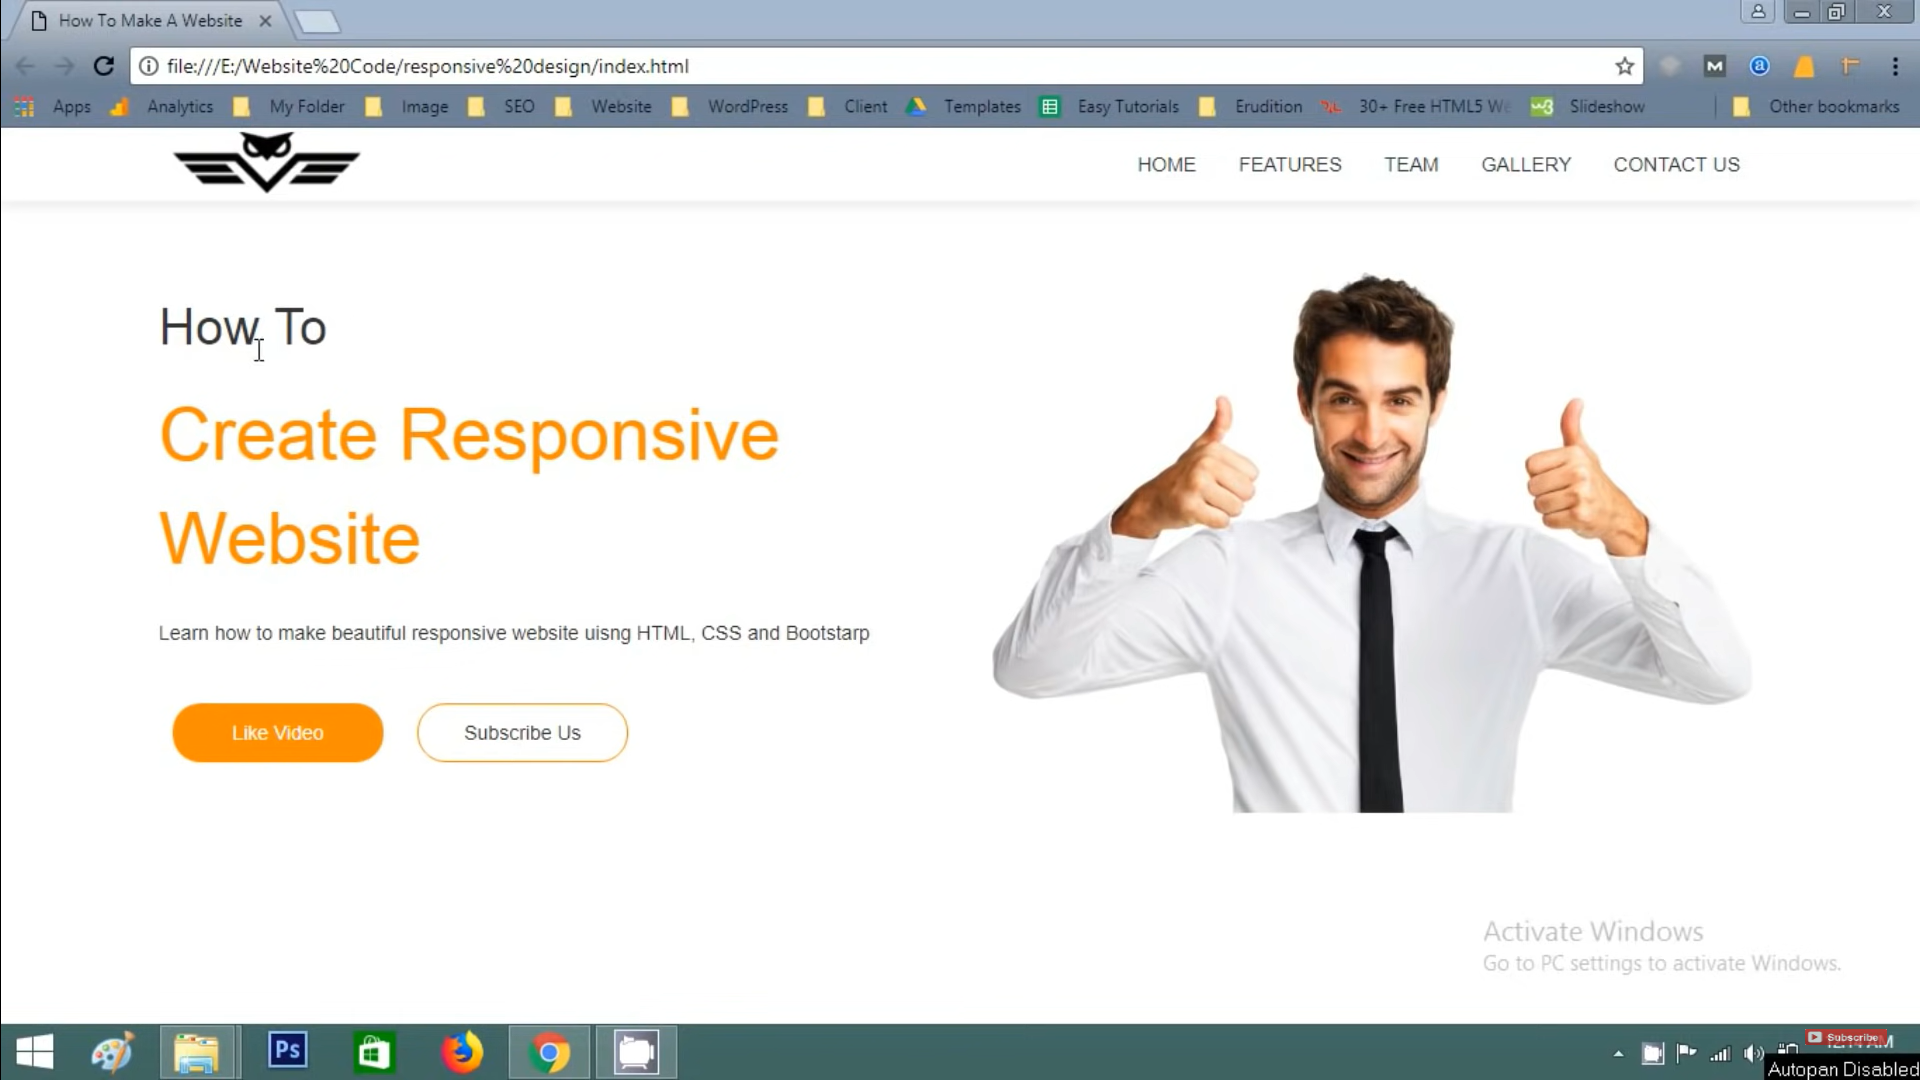 How To Make A Website
file:///E:/Website%20Code/responsive%20design/index.html
M a
Apps Analytics My Folder Image SEO Website WordPress Client Templates Easy Tutorials Erudition 30+ Free HTML5 We w3 Slideshow Other bookmarks
HOME FEATURES TEAM GALLERY CONTACT US
How To
Create Responsive
Website
Learn how to make beautiful responsive website uisng HTML, CSS and Bootstarp
Like Video Subscribe Us
Activate Windows
Go to PC settings to activate Windows.
Ps
Subscribe
Autopan Disabled